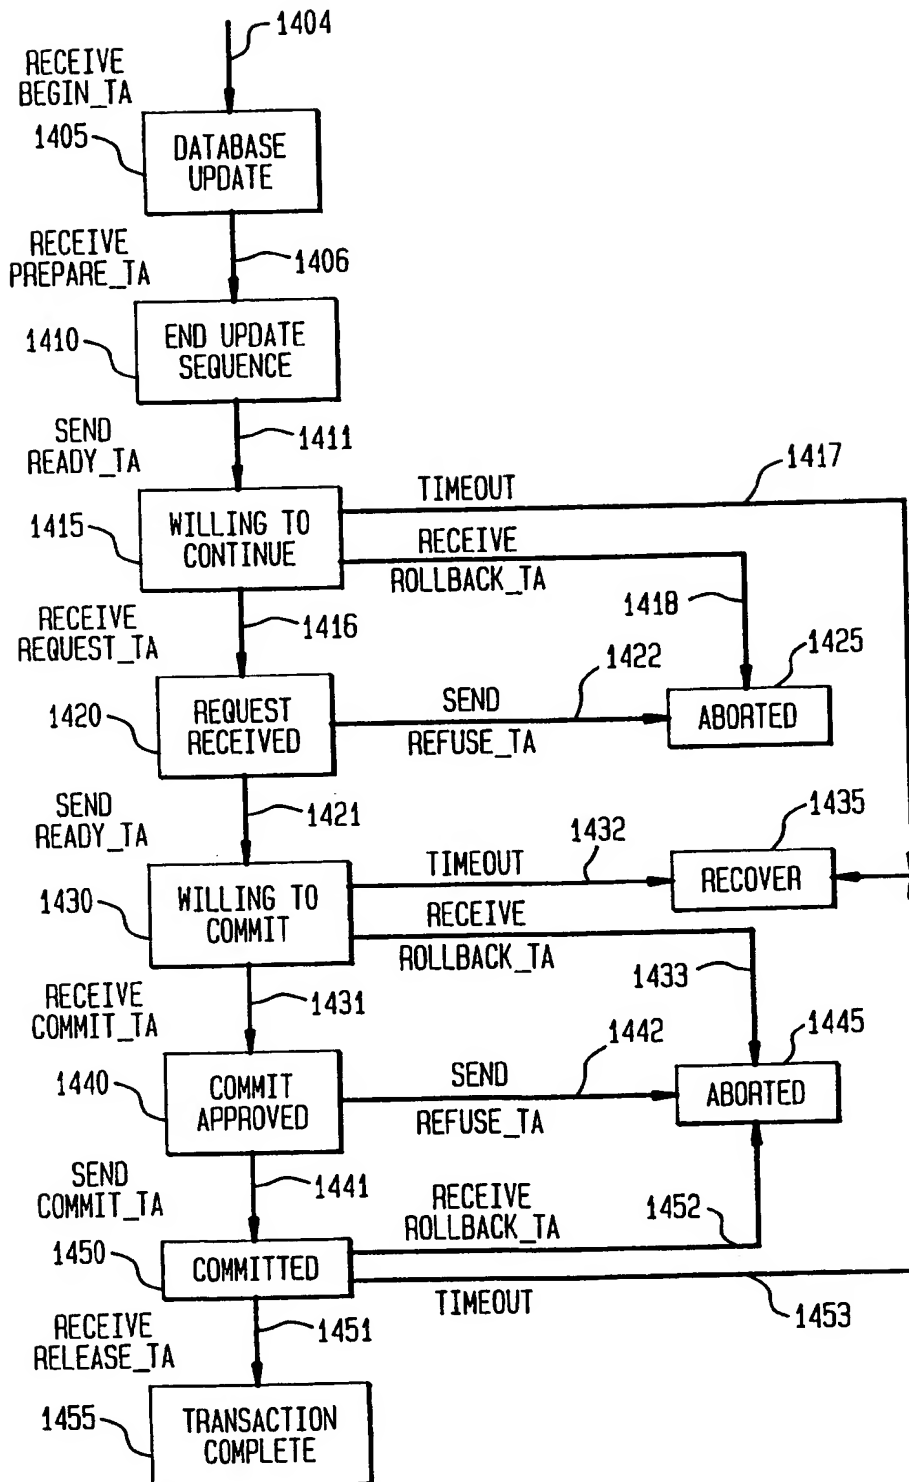 1404
RECEIVE
BEGIN_TA
1405
DATABASE
UPDATE
RECEIVE
PREPARE_TA
1406
1410
END UPDATE
SEQUENCE
SEND
READY_TA
1411
1417
TIMEOUT
1415
WILLING TO
CONTINUE
RECEIVE
ROLLBACK_TA
1418
RECEIVE
REQUEST_TA
1416
1422
1425
1420
REQUEST
RECEIVED
SEND
REFUSE_TA
ABORTED
SEND
READY_TA
1421
1432
1435
TIMEOUT
RECOVER
1430
WILLING TO
COMMIT
RECEIVE
ROLLBACK_TA
1433
RECEIVE
COMMIT_TA
1431
1442
1445
1440
COMMIT
APPROVED
SEND
REFUSE_TA
ABORTED
SEND
COMMIT_TA
1441
RECEIVE
ROLLBACK_TA
1452
1450
COMMITTED
TIMEOUT
1453
RECEIVE
RELEASE_TA
1451
1455
TRANSACTION
COMPLETE